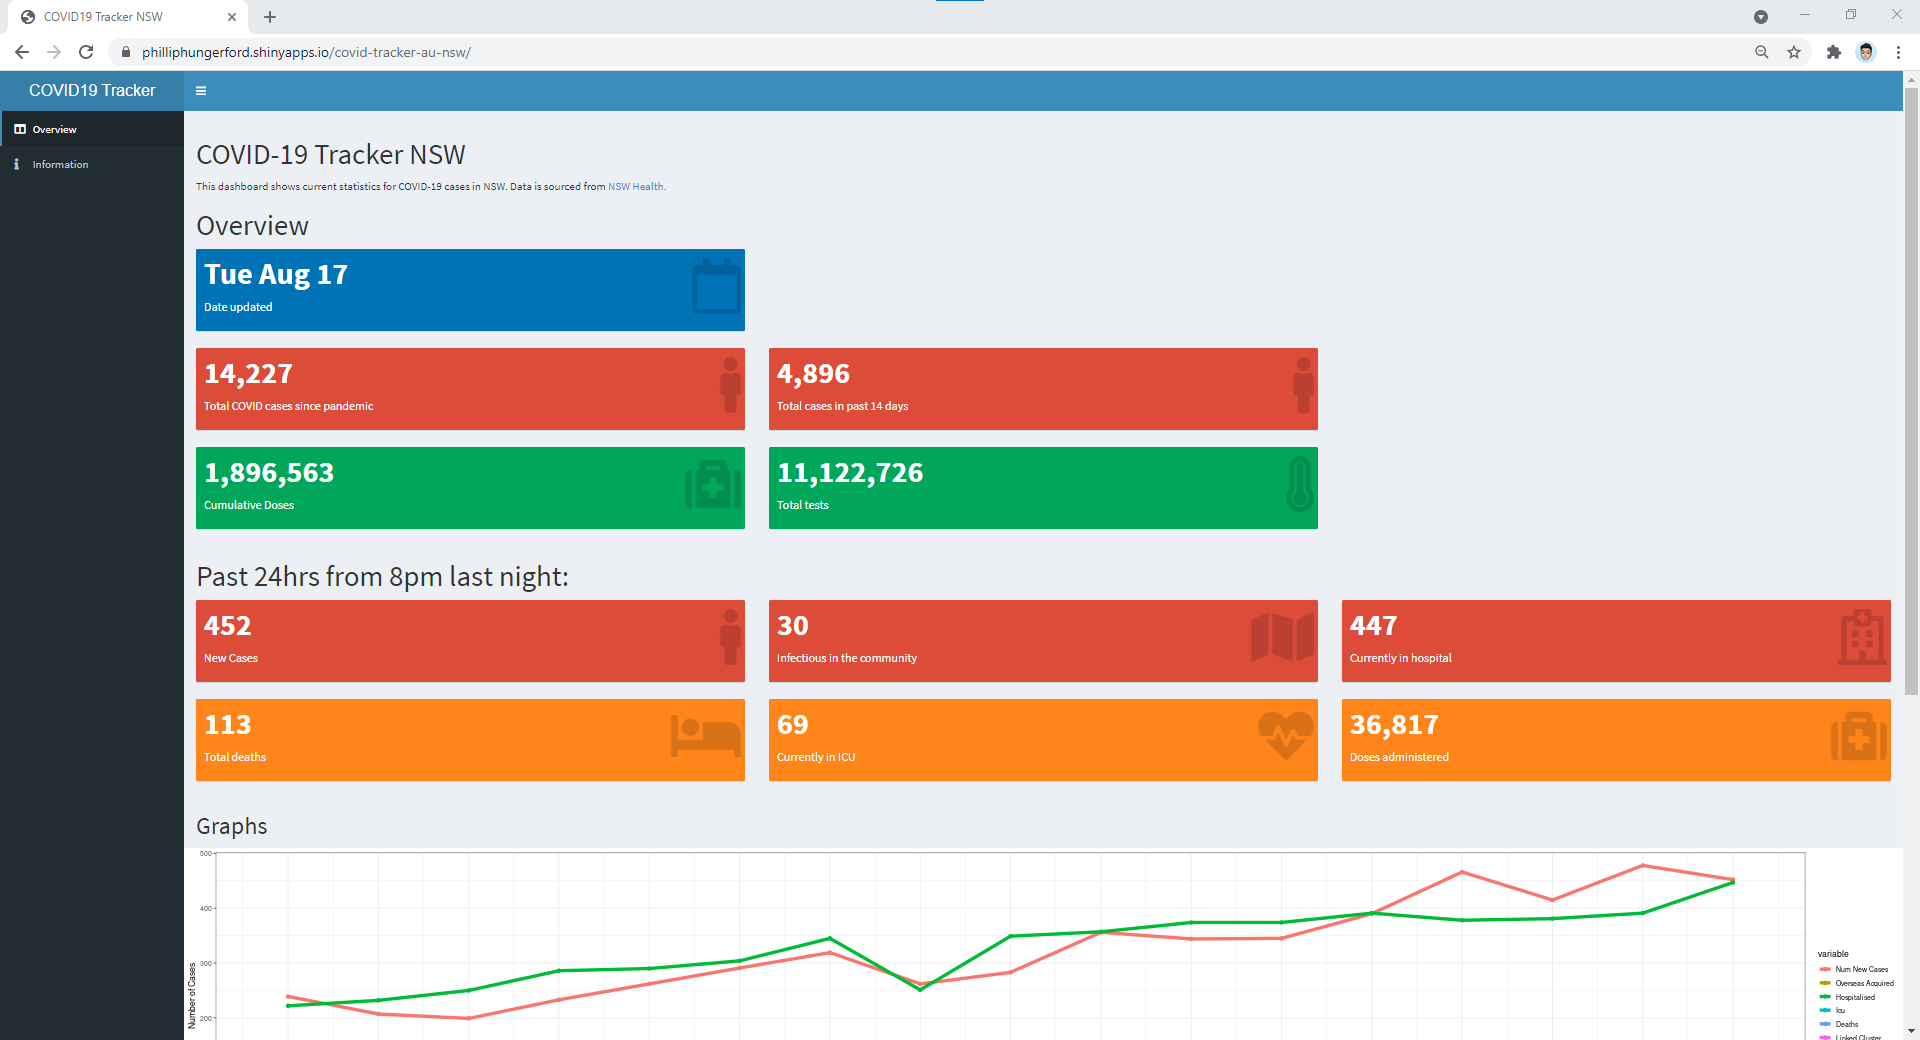 COVID19 Tracker NSW
philliphungerford.shinyapps.io/covid-tracker-au-nsw/
COVID19 Tracker
Overview
Information
COVID-19 Tracker NSW
This dashboard shows current statistics for COVID-19 cases in NSW. Data is sourced from NSW Health.
Overview
Tue Aug 17
Date updated
14,227
Total COVID cases since pandemic
4,896
Total cases in past 14 days
1,896,563
Cumulative Doses
11,122,726
Total tests
Past 24hrs from 8pm last night:
452
New Cases
30
Infectious in the community
447
Currently in hospital
113
Total deaths
69
Currently in ICU
36,817
Doses administered
Graphs
500
400
300
200
Number of Cases
variable
Num New Cases
Overseas Acquired
Hospitalised
Icu
Deaths
Linked Cluster